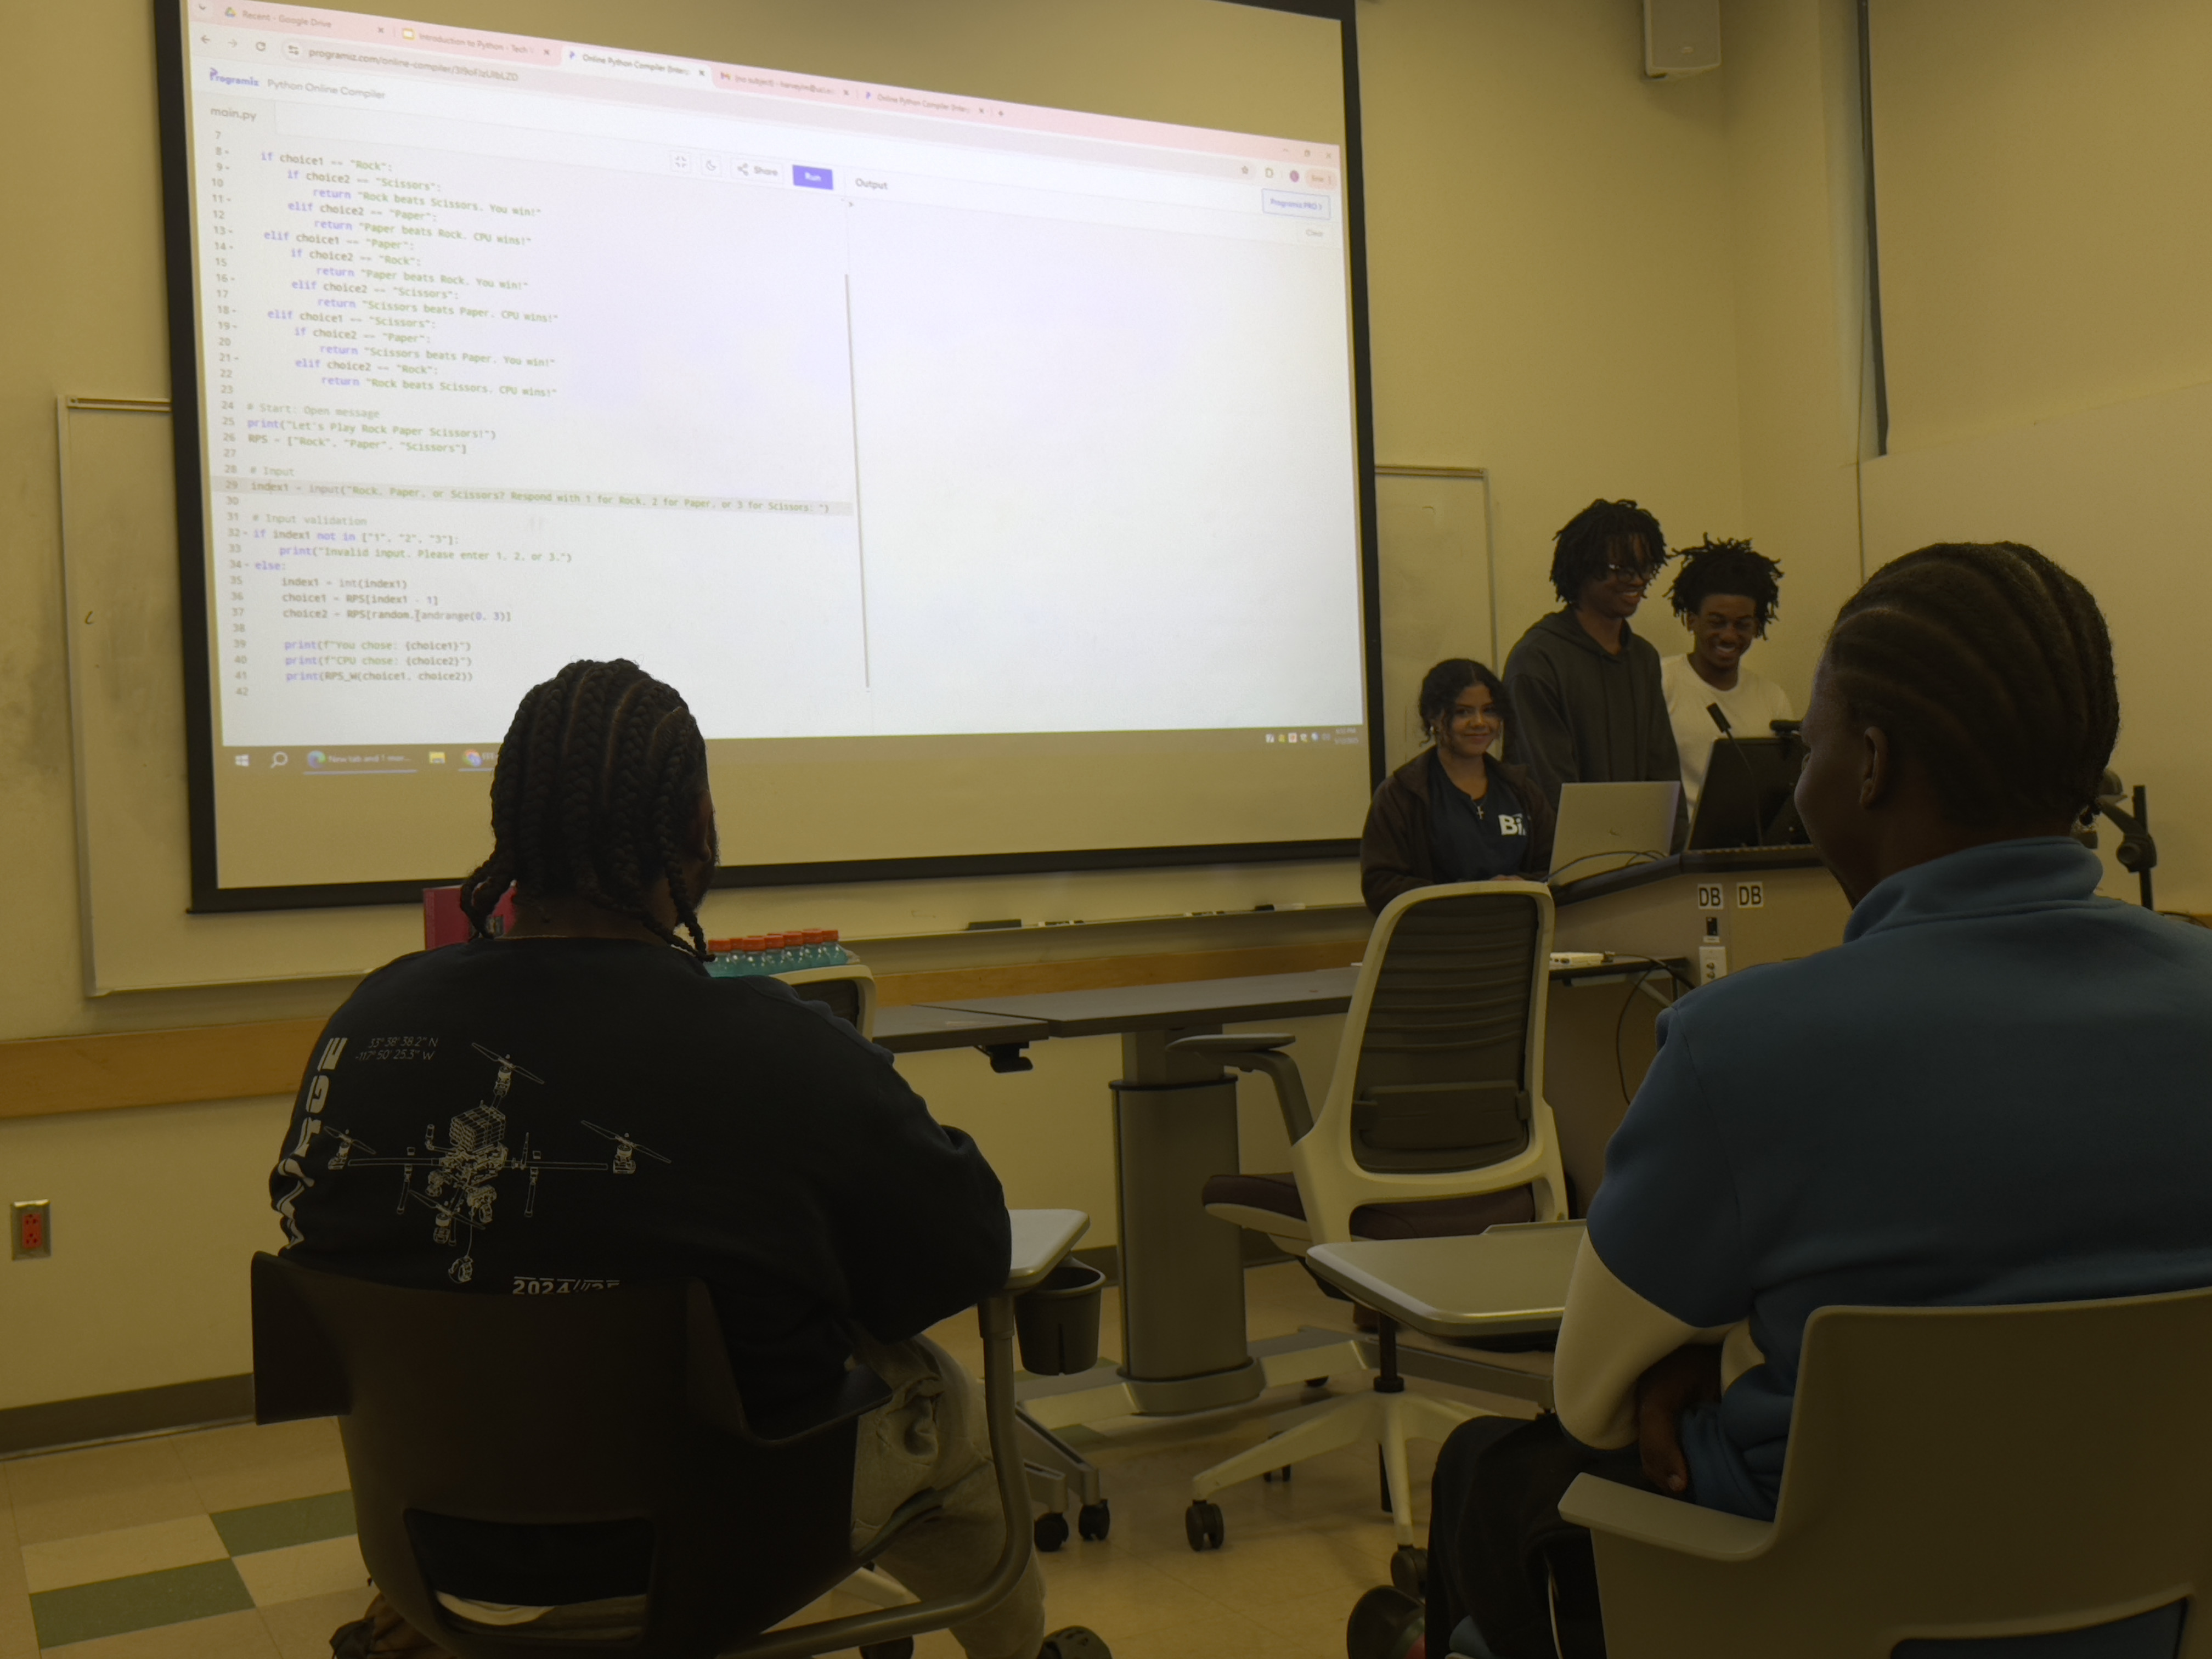 Recent - Google Drive
Introduction to Python - Tech
Online Python Compiler (Interp
(no subject) -
Online Python Compiler (Interp
programiz.com/online-compiler/
Programiz Python Online Compiler
Programiz PRO >
main.py
Share
Run
Output
Clear
7
8 if choice1 == "Rock":
9 if choice2 == "Scissors":
10 return "Rock beats Scissors. You win!"
11 elif choice2 == "Paper":
12 return "Paper beats Rock. CPU wins!"
13 elif choice1 == "Paper":
14 if choice2 == "Rock":
15 return "Paper beats Rock. You win!"
16 elif choice2 == "Scissors":
17 return "Scissors beats Paper. CPU wins!"
18 elif choice1 == "Scissors":
19 if choice2 == "Paper":
20 return "Scissors beats Paper. You win!"
21 elif choice2 == "Rock":
22 return "Rock beats Scissors. CPU wins!"
23
24 # Start: Open message
25 print("Let's Play Rock Paper Scissors!")
26 RPS = ["Rock", "Paper", "Scissors"]
27
28 # Input
29 index1 = input("Rock, Paper, or Scissors? Respond with 1 for Rock, 2 for Paper, or 3 for Scissors: ")
30
31 # Input validation
32 if index1 not in ["1", "2", "3"]:
33 print("Invalid input. Please enter 1, 2, or 3.")
34 else:
35 index1 = int(index1)
36 choice1 = RPS[index1 - 1]
37 choice2 = RPS[random.randrange(0, 3)]
38
39 print(f"You chose: {choice1}")
40 print(f"CPU chose: {choice2}")
41 print(RPS_W(choice1, choice2))
42
New tab and 1 mor...
Bi
DB DB
33° 38' 38.2" N
-117° 50' 25.3" W
2024//25